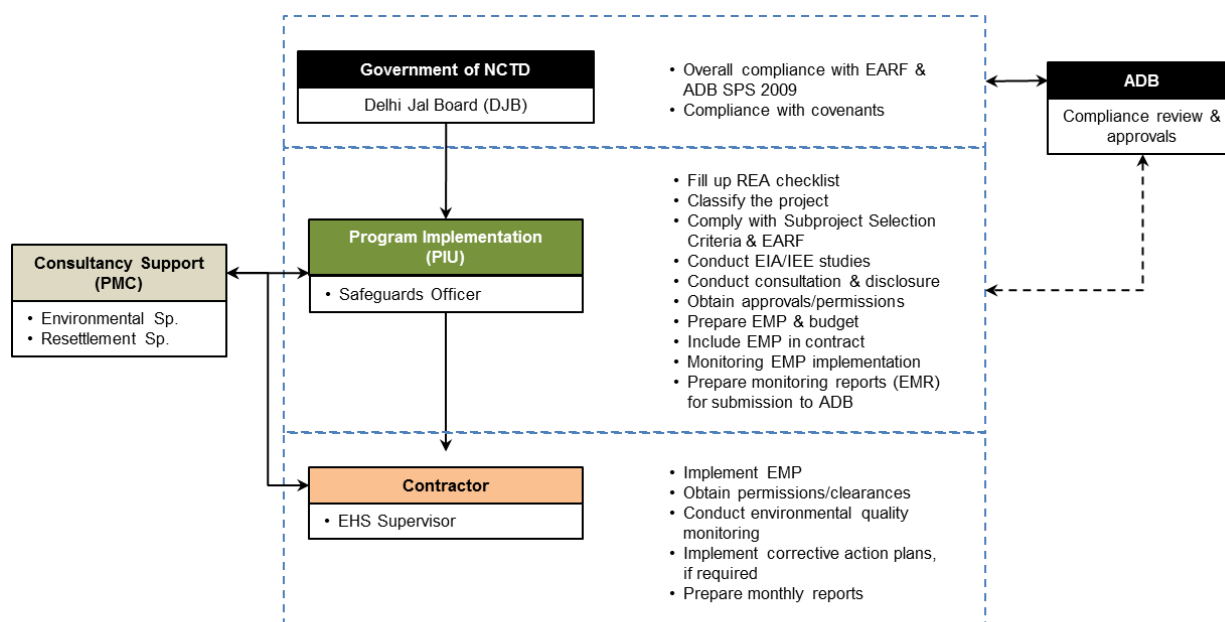 Government of NCTD
Delhi Jal Board (DJB)
• Overall compliance with EARF &
ADB SPS 2009
• Compliance with covenants
ADB
Compliance review &
approvals
Consultancy Support
(PMC)
• Environmental Sp.
• Resettlement Sp.
Program Implementation
(PIU)
• Safeguards Officer
• Fill up REA checklist
• Classify the project
• Comply with Subproject Selection
Criteria & EARF
• Conduct EIA/IEE studies
• Conduct consultation & disclosure
• Obtain approvals/permissions
• Prepare EMP & budget
• Include EMP in contract
• Monitoring EMP implementation
• Prepare monitoring reports (EMR)
for submission to ADB
Contractor
• EHS Supervisor
• Implement EMP
• Obtain permissions/clearances
• Conduct environmental quality
monitoring
• Implement corrective action plans,
if required
• Prepare monthly reports